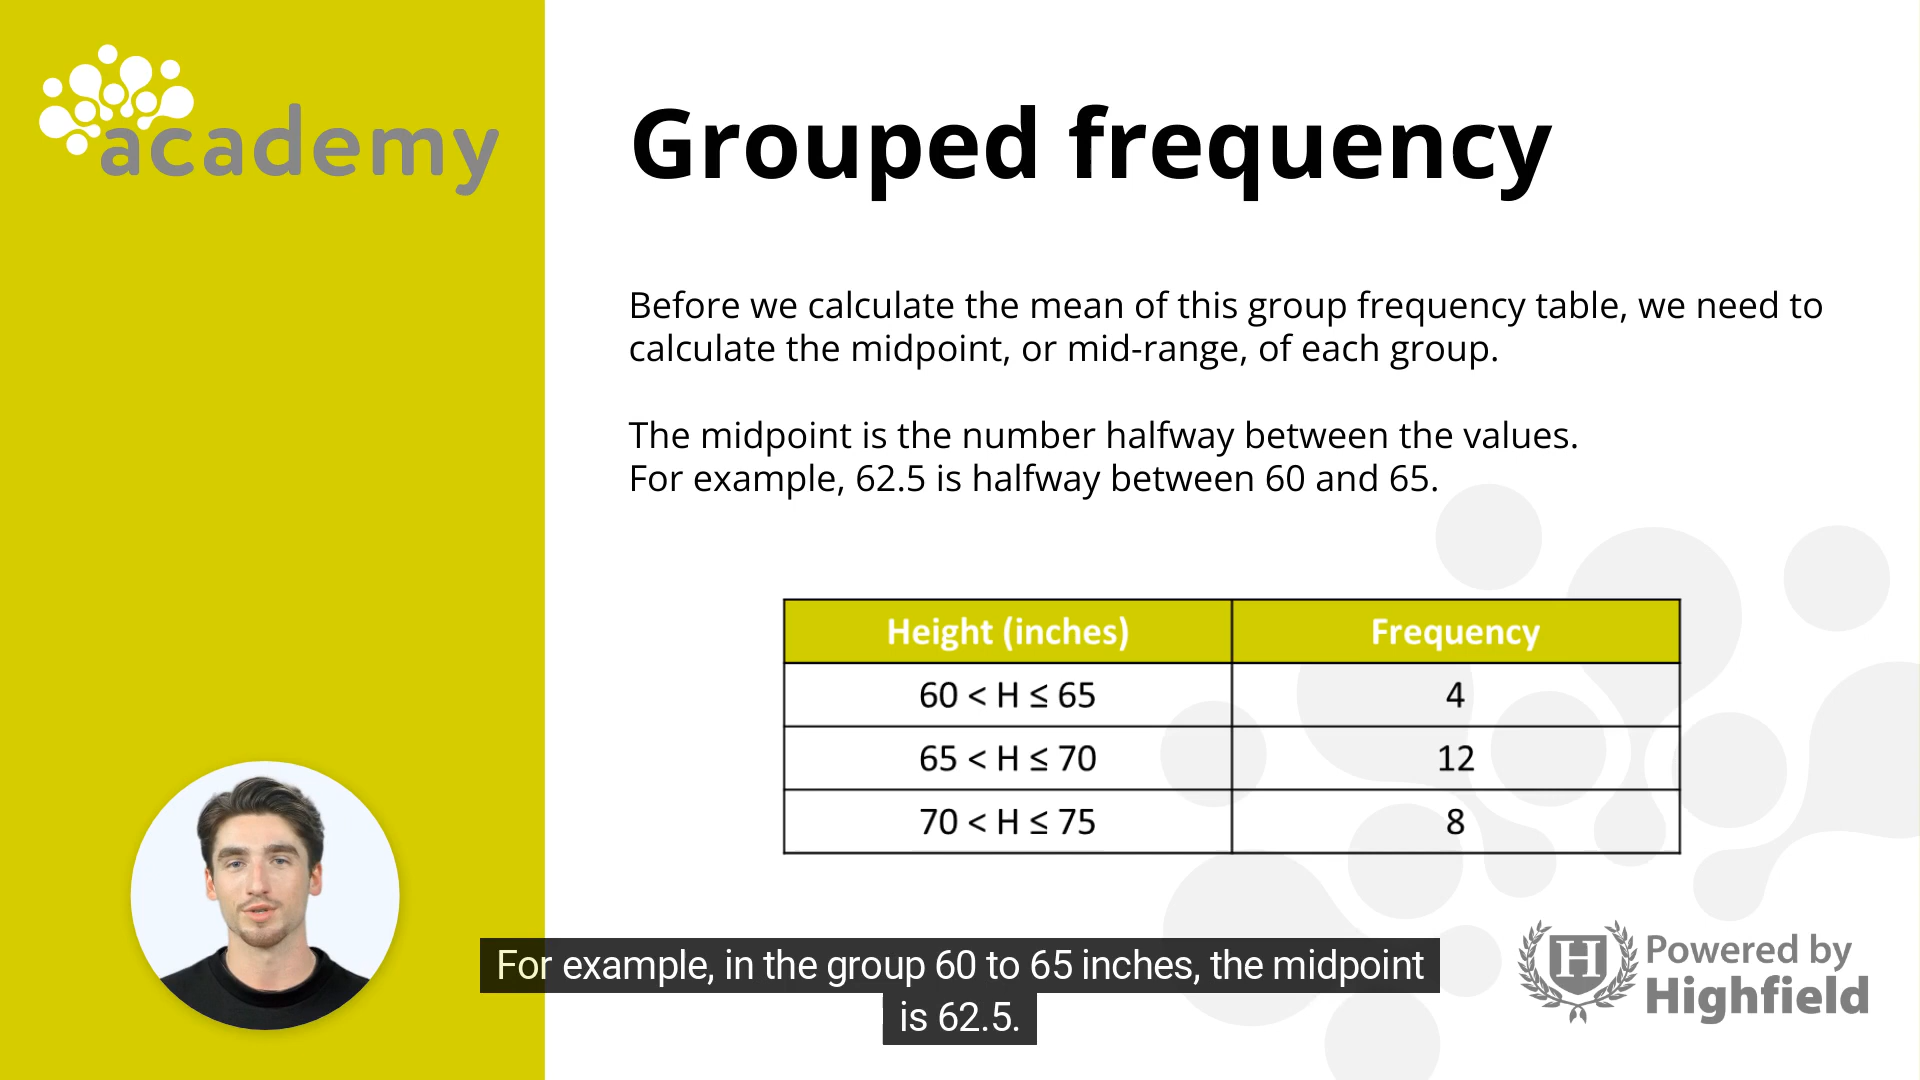 academy
Grouped frequency
Before we calculate the mean of this group frequency table, we need to
calculate the midpoint, or mid-range, of each group.
The midpoint is the number halfway between the values.
For example, 62.5 is halfway between 60 and 65.
Height (inches) Frequency
60 < H ≤ 65 4
65 < H ≤ 70 12
70 < H ≤ 75 8
For example, in the group 60 to 65 inches, the midpoint
is 62.5.
H
Powered by
Highfield